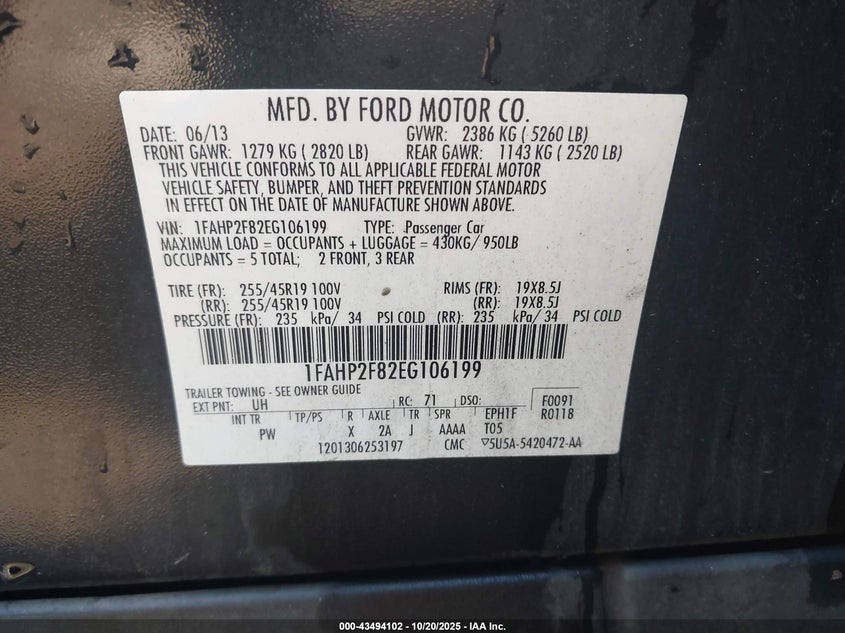 MFD. BY FORD MOTOR CO.
DATE: 06/13 GVWR: 2386 KG ( 5260 LB)
FRONT GAWR: 1279 KG ( 2820 LB) REAR GAWR: 1143 KG ( 2520 LB)
THIS VEHICLE CONFORMS TO ALL APPLICABLE FEDERAL MOTOR
VEHICLE SAFETY, BUMPER, AND THEFT PREVENTION STANDARDS
IN EFFECT ON THE DATE OF MANUFACTURE SHOWN ABOVE.
VIN: 1FAHP2F82EG106199 TYPE: Passenger Car
MAXIMUM LOAD = OCCUPANTS + LUGGAGE = 430KG/ 950LB
OCCUPANTS = 5 TOTAL; 2 FRONT, 3 REAR
TIRE (FR): 255/45R19 100V RIMS (FR): 19X8.5J
(RR): 255/45R19 100V (RR): 19X8.5J
PRESSURE (FR): 235 kPa/ 34 PSI COLD (RR): 235 kPa/ 34 PSI COLD
1FAHP2F82EG106199
TRAILER TOWING - SEE OWNER GUIDE
EXT PNT: UH RC: 71 DSO: F0091
INT TR TP/PS R AXLE TR SPR EPH1F R0118
PW X 2A J AAAA T05
1201306253197 CMC 5U5A-5420472-AA
000-43494102 | 10/20/2025 - IAA Inc.